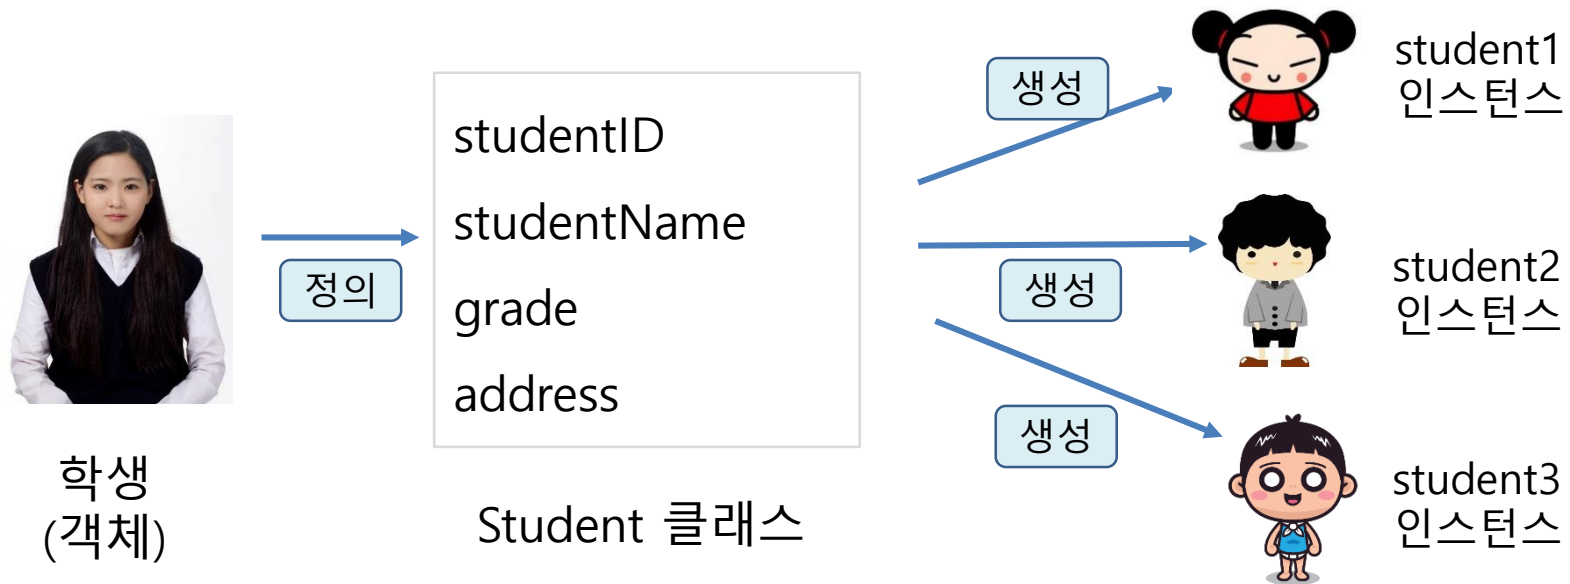 학생
(객체)
정의
studentID
studentName
grade
address
Student 클래스
생성
student1
인스턴스
생성
student2
인스턴스
생성
student3
인스턴스